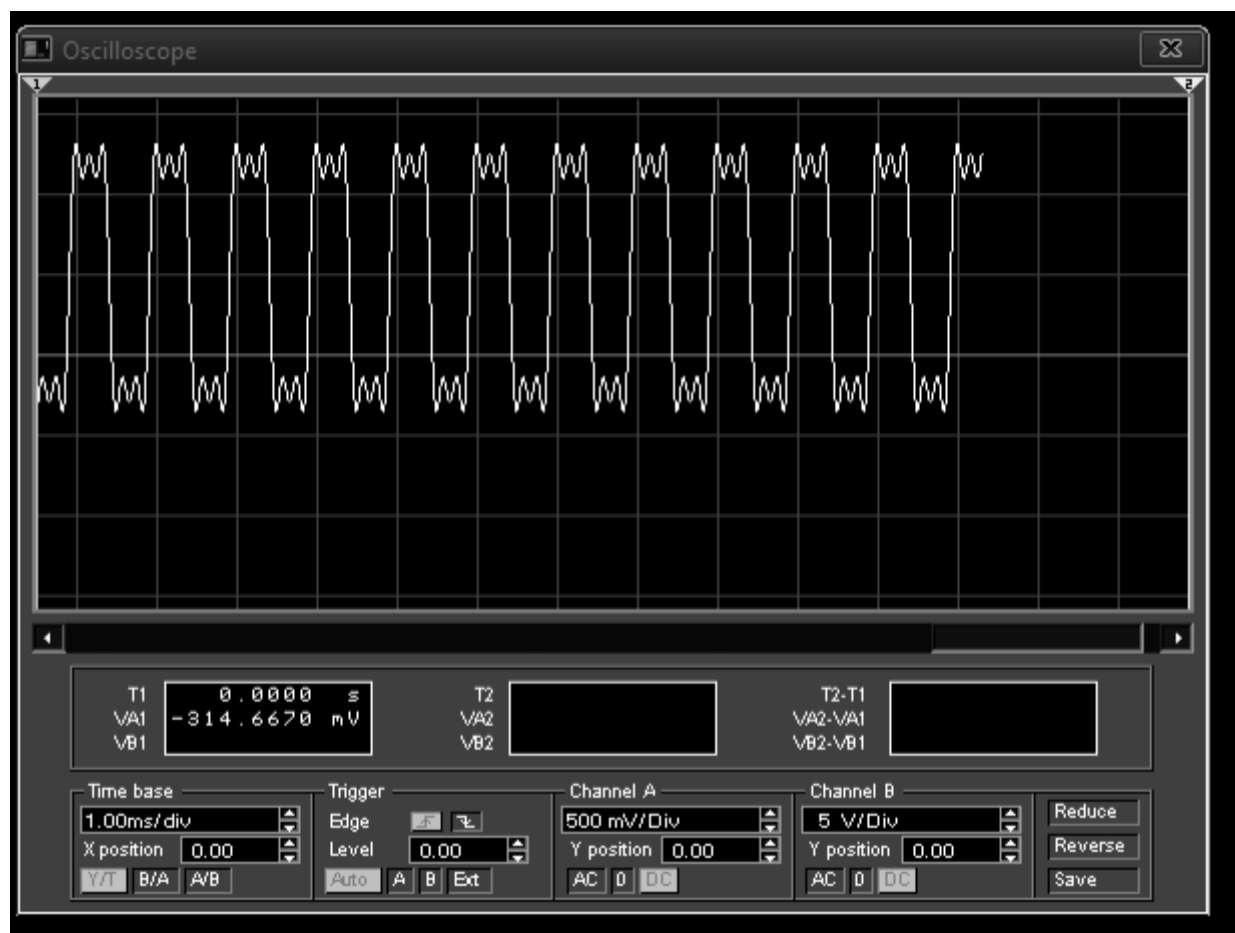 Oscilloscope
1 2
T1 0.0000 s T2 T2-T1
VA1 -314.6670 mV VA2 VA2-VA1
VB1 VB2 VB2-VB1
Time base Trigger Channel A Channel B
1.00ms/div Edge 500 mV/Div 5 V/Div Reduce
X position 0.00 Level 0.00 Y position 0.00 Y position 0.00 Reverse
Y/T B/A A/B Auto A B Ext AC 0 DC AC 0 DC Save